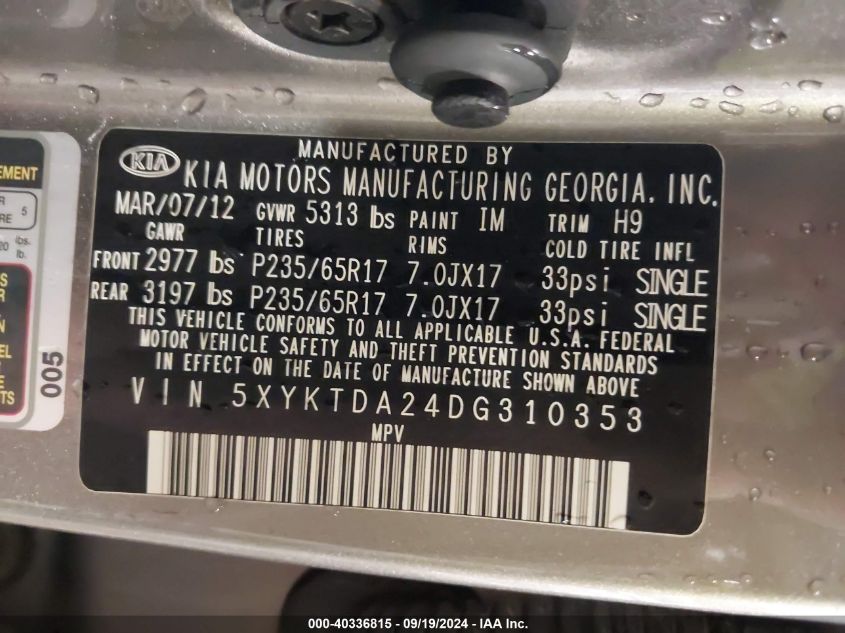 MANUFACTURED BY
KIA KIA MOTORS MANUFACTURING GEORGIA, INC.
MAR/07/12 GVWR 5313 lbs PAINT IM TRIM H9
GAWR TIRES RIMS COLD TIRE INFL
FRONT 2977 lbs P235/65R17 7.0JX17 33psi SINGLE
REAR 3197 lbs P235/65R17 7.0JX17 33psi SINGLE
THIS VEHICLE CONFORMS TO ALL APPLICABLE U.S.A. FEDERAL
MOTOR VEHICLE SAFETY AND THEFT PREVENTION STANDARDS
IN EFFECT ON THE DATE OF MANUFACTURE SHOWN ABOVE
VIN 5XYKTDA24DG310353
MPV
005
000-40336815 - 09/19/2024 - IAA Inc.